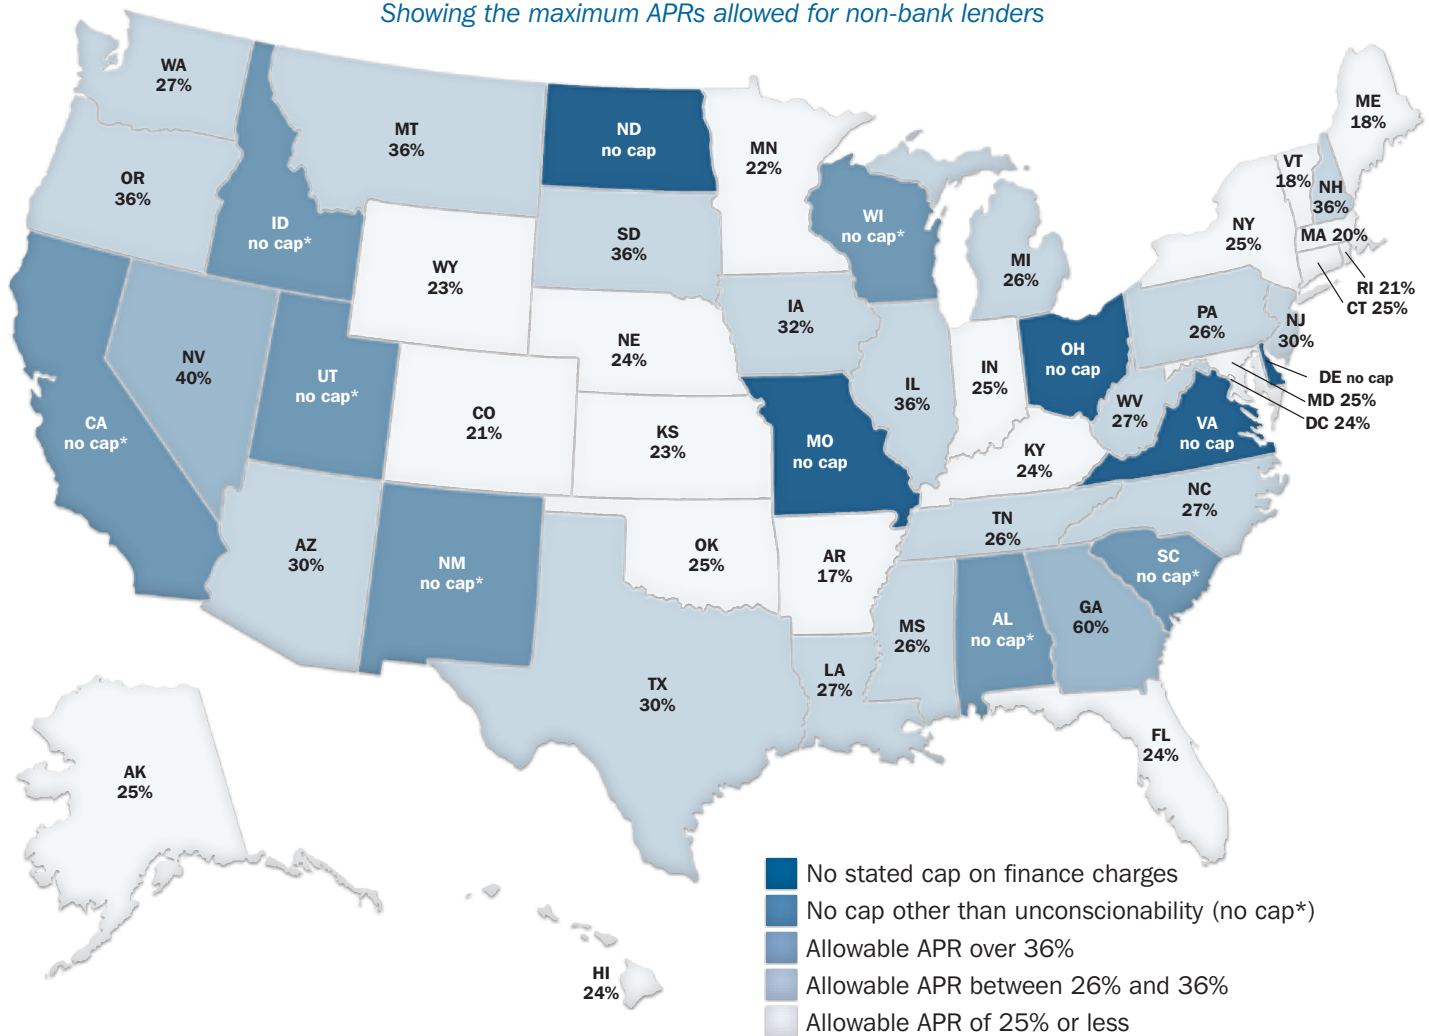 Showing the maximum APRs allowed for non-bank lenders
WA
27%
MT
36%
ND
no cap
MN
22%
ME
18%
VT
18%
NH
36%
OR
36%
ID
no cap*
WI
no cap*
NY
25%
MA 20%
SD
36%
WY
23%
MI
26%
RI 21%
CT 25%
IA
32%
PA
26%
NJ
30%
NE
24%
NV
40%
UT
no cap*
OH
no cap
IN
25%
IL
36%
DE no cap
MD 25%
DC 24%
WV
27%
CO
21%
CA
no cap*
KS
23%
MO
no cap
VA
no cap
KY
24%
NC
27%
TN
26%
AZ
30%
NM
no cap*
OK
25%
AR
17%
SC
no cap*
MS
26%
AL
no cap*
GA
60%
LA
27%
TX
30%
FL
24%
AK
25%
HI
24%
No stated cap on finance charges
No cap other than unconscionability (no cap*)
Allowable APR over 36%
Allowable APR between 26% and 36%
Allowable APR of 25% or less